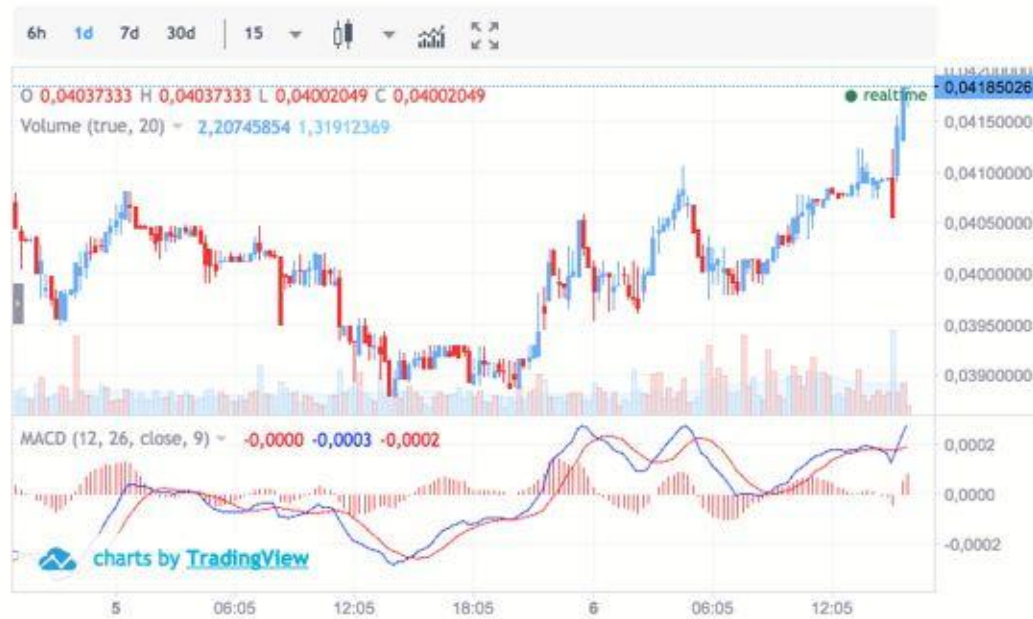 6h 1d 7d 30d 15
0,04200000
O 0,04037333 H 0,04037333 L 0,04002049 C 0,04002049
realtime
0,04185026
Volume (true, 20) 2,20745854 1,31912369
0,04150000
0,04100000
0,04050000
0,04000000
0,03950000
0,03900000
MACD (12, 26, close, 9) -0,0000 -0,0003 -0,0002
0,0002
0,0000
-0,0002
charts by TradingView
5 06:05 12:05 18:05 6 06:05 12:05